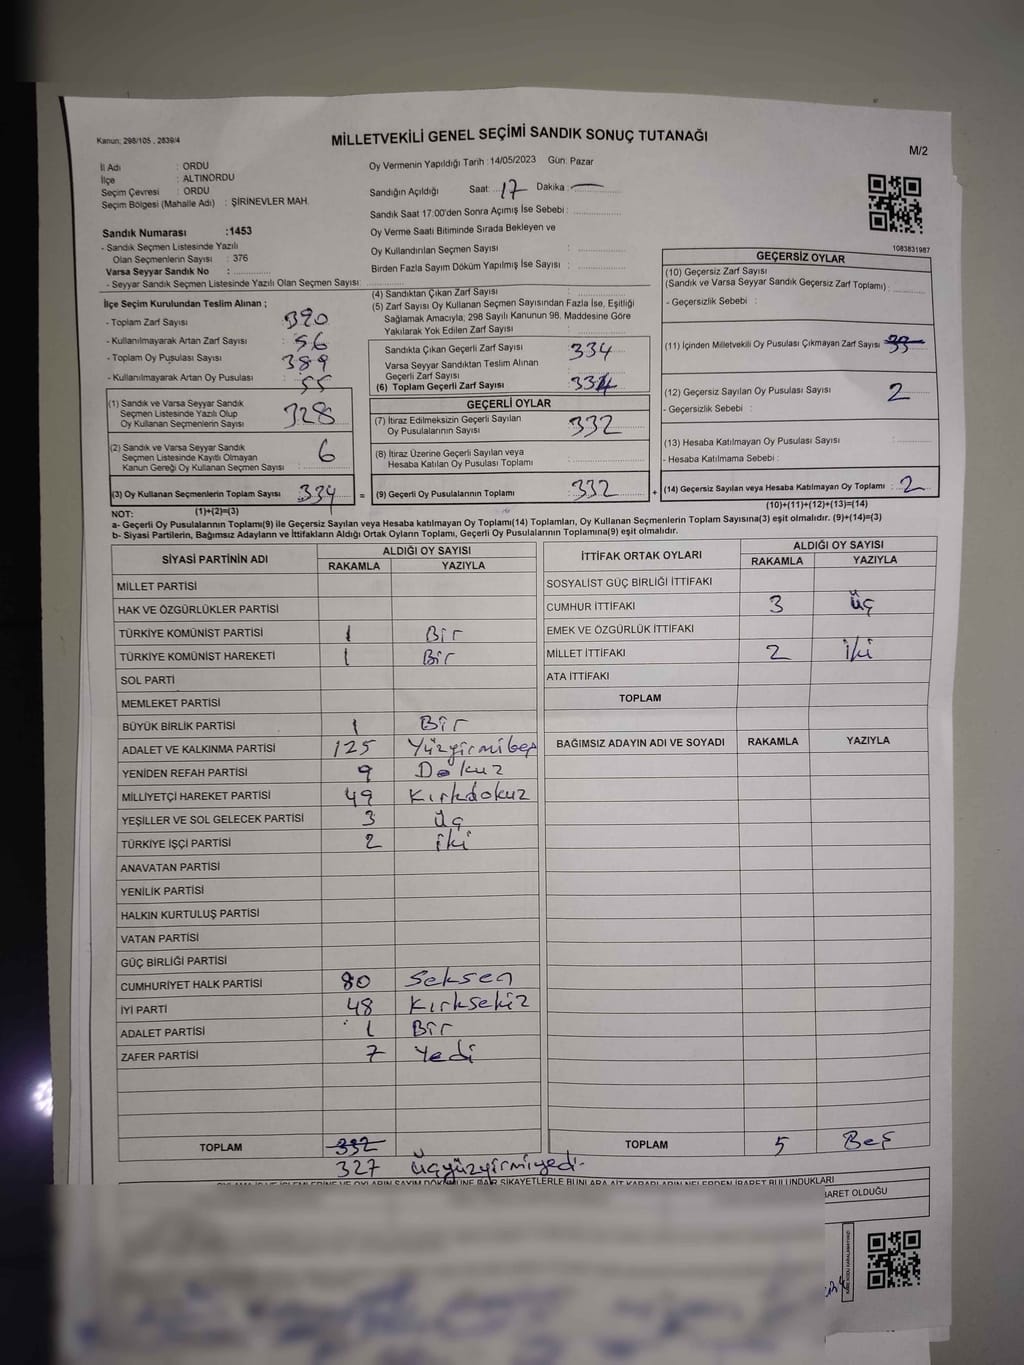 Kanun: 298/105, 2839/4
MİLLETVEKİLİ GENEL SEÇİMİ SANDIK SONUÇ TUTANAĞI
M/2
İl Adı : ORDU
İlçe : ALTINORDU
Seçim Çevresi : ORDU
Seçim Bölgesi (Mahalle Adı) : ŞİRİNEVLER MAH.
Oy Vermenin Yapıldığı Tarih : 14/05/2023 Gün: Pazar
Sandığın Açıldığı Saat: 17 Dakika: —
Sandık Saat 17:00'den Sonra Açımış İse Sebebi :
Oy Verme Saati Bitiminde Sırada Bekleyen ve
Oy Kullandırılan Seçmen Sayısı :
Birden Fazla Sayım Döküm Yapılmış İse Sayısı :
Sandık Numarası :1453
- Sandık Seçmen Listesinde Yazılı
Olan Seçmenlerin Sayısı : 376
Varsa Seyyar Sandık No :
- Seyyar Sandık Seçmen Listesinde Yazılı Olan Seçmen Sayısı:
1083831987
İlçe Seçim Kurulundan Teslim Alınan ;
- Toplam Zarf Sayısı : 390
- Kullanılmayarak Artan Zarf Sayısı : 56
- Toplam Oy Pusulası Sayısı : 389
- Kullanılmayarak Artan Oy Pusulası : 55
(1) Sandık ve Varsa Seyyar Sandık
Seçmen Listesinde Yazılı Olup
Oy Kullanan Seçmenlerin Sayısı : 328
(2) Sandık ve Varsa Seyyar Sandık
Seçmen Listesinde Kayıtlı Olmayan
Kanun Gereği Oy Kullanan Seçmen Sayısı : 6
(3) Oy Kullanan Seçmenlerin Toplam Sayısı : 334 =
(4) Sandıktan Çıkan Zarf Sayısı :
(5) Zarf Sayısı Oy Kullanan Seçmen Sayısından Fazla İse, Eşitliği
Sağlamak Amacıyla; 298 Sayılı Kanunun 98. Maddesine Göre
Yakılarak Yok Edilen Zarf Sayısı :
Sandıkta Çıkan Geçerli Zarf Sayısı : 334
Varsa Seyyar Sandıktan Teslim Alınan
Geçerli Zarf Sayısı :
(6) Toplam Geçerli Zarf Sayısı : 334
GEÇERLİ OYLAR
(7) İtiraz Edilmeksizin Geçerli Sayılan
Oy Pusulalarının Sayısı : 332
(8) İtiraz Üzerine Geçerli Sayılan veya
Hesaba Katılan Oy Pusulası Toplamı :
(9) Geçerli Oy Pusulalarının Toplamı : 332 +
GEÇERSİZ OYLAR
(10) Geçersiz Zarf Sayısı
(Sandık ve Varsa Seyyar Sandık Geçersiz Zarf Toplamı) :
- Geçersizlik Sebebi :
(11) İçinden Milletvekili Oy Pusulası Çıkmayan Zarf Sayısı :
(12) Geçersiz Sayılan Oy Pusulası Sayısı : 2
- Geçersizlik Sebebi :
(13) Hesaba Katılmayan Oy Pusulası Sayısı :
- Hesaba Katılmama Sebebi :
(14) Geçersiz Sayılan veya Hesaba Katılmayan Oy Toplamı : 2
NOT: (1)+(2)=(3) (10)+(11)+(12)+(13)=(14)
a- Geçerli Oy Pusulalarının Toplamı(9) ile Geçersiz Sayılan veya Hesaba katılmayan Oy Toplamı(14) Toplamları, Oy Kullanan Seçmenlerin Toplam Sayısına(3) eşit olmalıdır. (9)+(14)=(3)
b- Siyasi Partilerin, Bağımsız Adayların ve İttifakların Aldığı Ortak Oyların Toplamı, Geçerli Oy Pusulalarının Toplamına(9) eşit olmalıdır.
SİYASİ PARTİNİN ADI ALDIĞI OY SAYISI
RAKAMLA YAZIYLA
MİLLET PARTİSİ
HAK VE ÖZGÜRLÜKLER PARTİSİ
TÜRKİYE KOMÜNİST PARTİSİ 1 Bir
TÜRKİYE KOMÜNİST HAREKETİ 1 Bir
SOL PARTİ
MEMLEKET PARTİSİ
BÜYÜK BİRLİK PARTİSİ 1 Bir
ADALET VE KALKINMA PARTİSİ 125 Yüzyirmibeş
YENİDEN REFAH PARTİSİ 9 Dokuz
MİLLİYETÇİ HAREKET PARTİSİ 49 Kırkdokuz
YEŞİLLER VE SOL GELECEK PARTİSİ 3 üç
TÜRKİYE İŞÇİ PARTİSİ 2 iki
ANAVATAN PARTİSİ
YENİLİK PARTİSİ
HALKIN KURTULUŞ PARTİSİ
VATAN PARTİSİ
GÜÇ BİRLİĞİ PARTİSİ
CUMHURİYET HALK PARTİSİ 80 Seksen
İYİ PARTİ 48 Kırksekiz
ADALET PARTİSİ 1 Bir
ZAFER PARTİSİ 7 Yedi
TOPLAM 332
327 Üçyüzyirmiyedi
İTTİFAK ORTAK OYLARI ALDIĞI OY SAYISI
RAKAMLA YAZIYLA
SOSYALİST GÜÇ BİRLİĞİ İTTİFAKI
CUMHUR İTTİFAKI 3 üç
EMEK VE ÖZGÜRLÜK İTTİFAKI
MİLLET İTTİFAKI 2 iki
ATA İTTİFAKI
TOPLAM
BAĞIMSIZ ADAYIN ADI VE SOYADI RAKAMLA YAZIYLA
TOPLAM 5 Beş
SAYIM ŞİKAYETLERLE BUNLARA AİT KARARLARIN NELERDEN İBARET BULUNDUKLARI
İBARET OLDUĞU